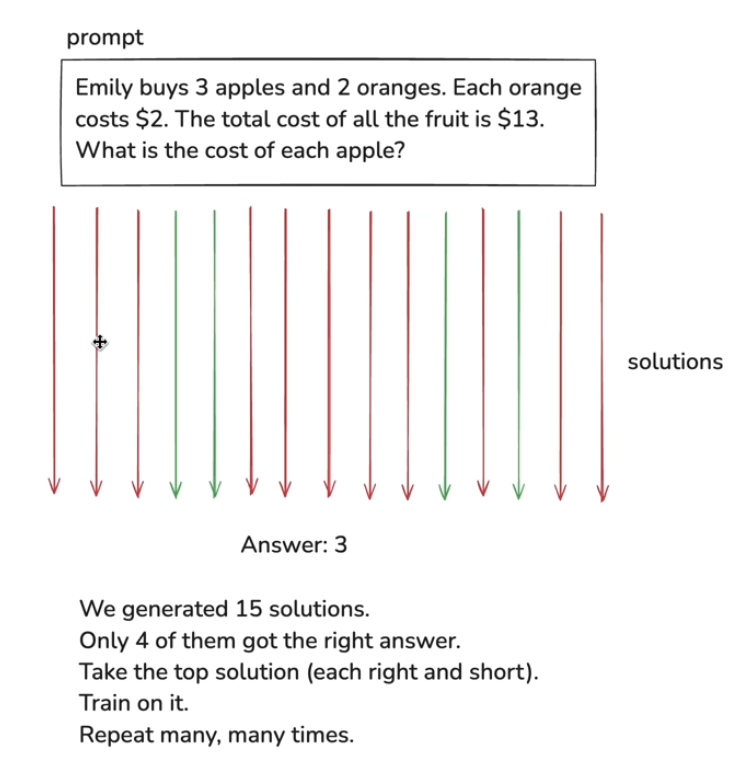 prompt
Emily buys 3 apples and 2 oranges. Each orange
costs $2. The total cost of all the fruit is $13.
What is the cost of each apple?
solutions
Answer: 3
We generated 15 solutions.
Only 4 of them got the right answer.
Take the top solution (each right and short).
Train on it.
Repeat many, many times.